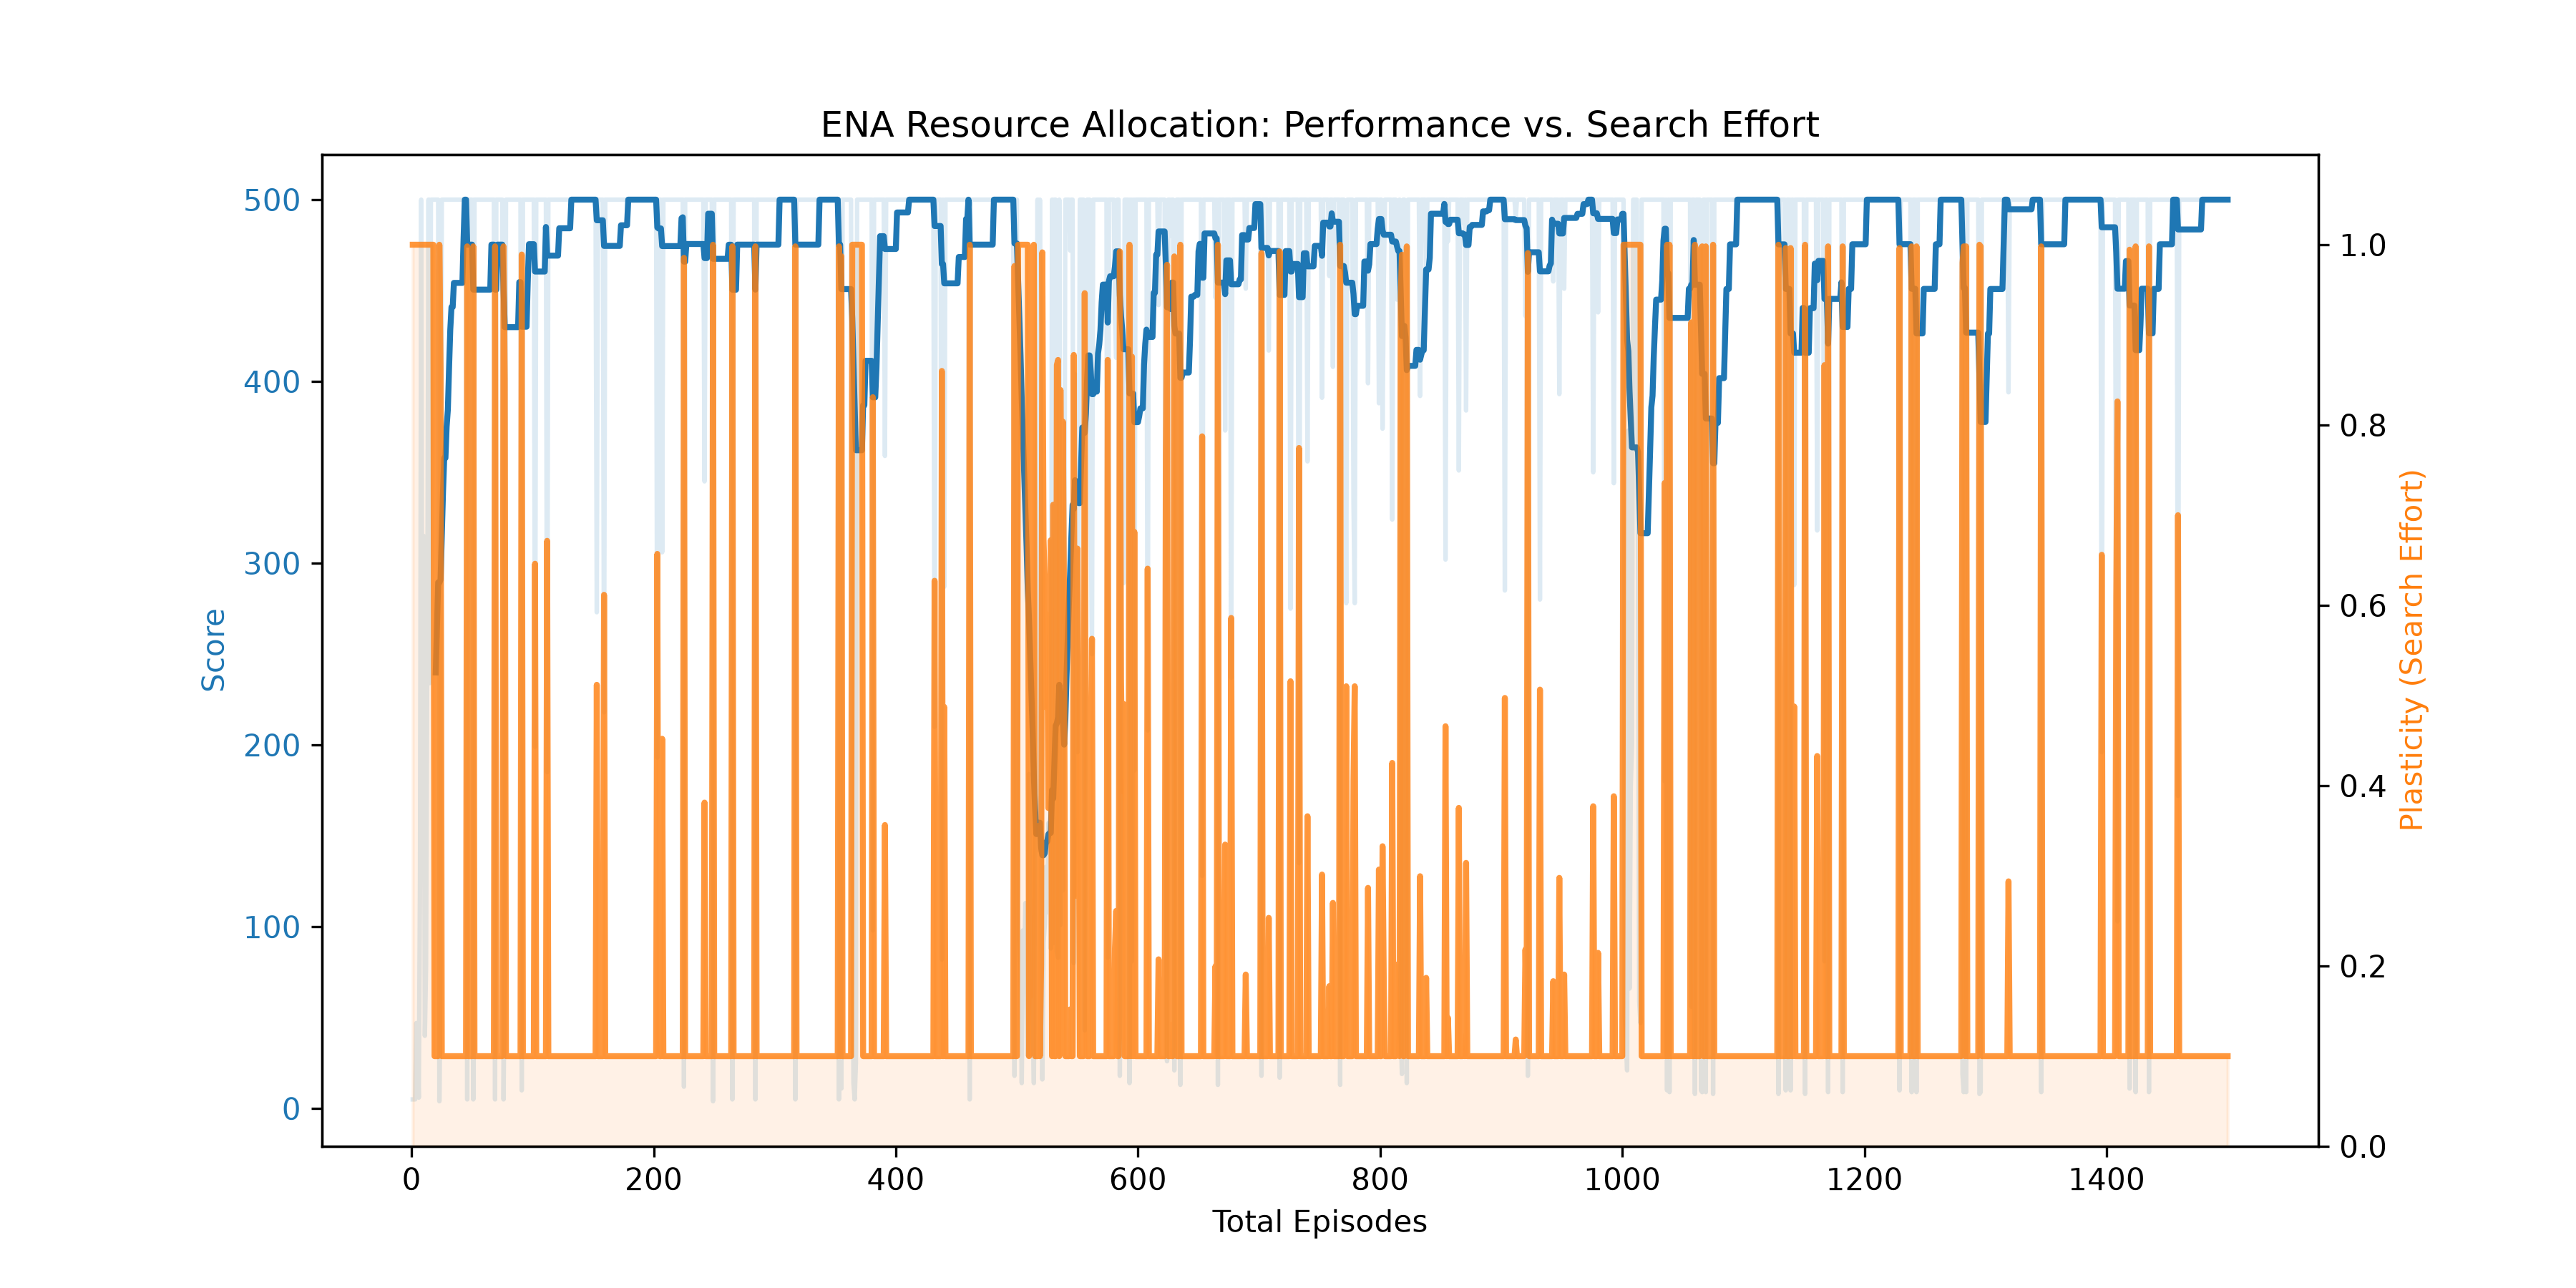 ENA Resource Allocation: Performance vs. Search Effort
500
400
300
200
100
0
Score
1.0
0.8
0.6
0.4
0.2
0.0
Plasticity (Search Effort)
0 200 400 600 800 1000 1200 1400
Total Episodes